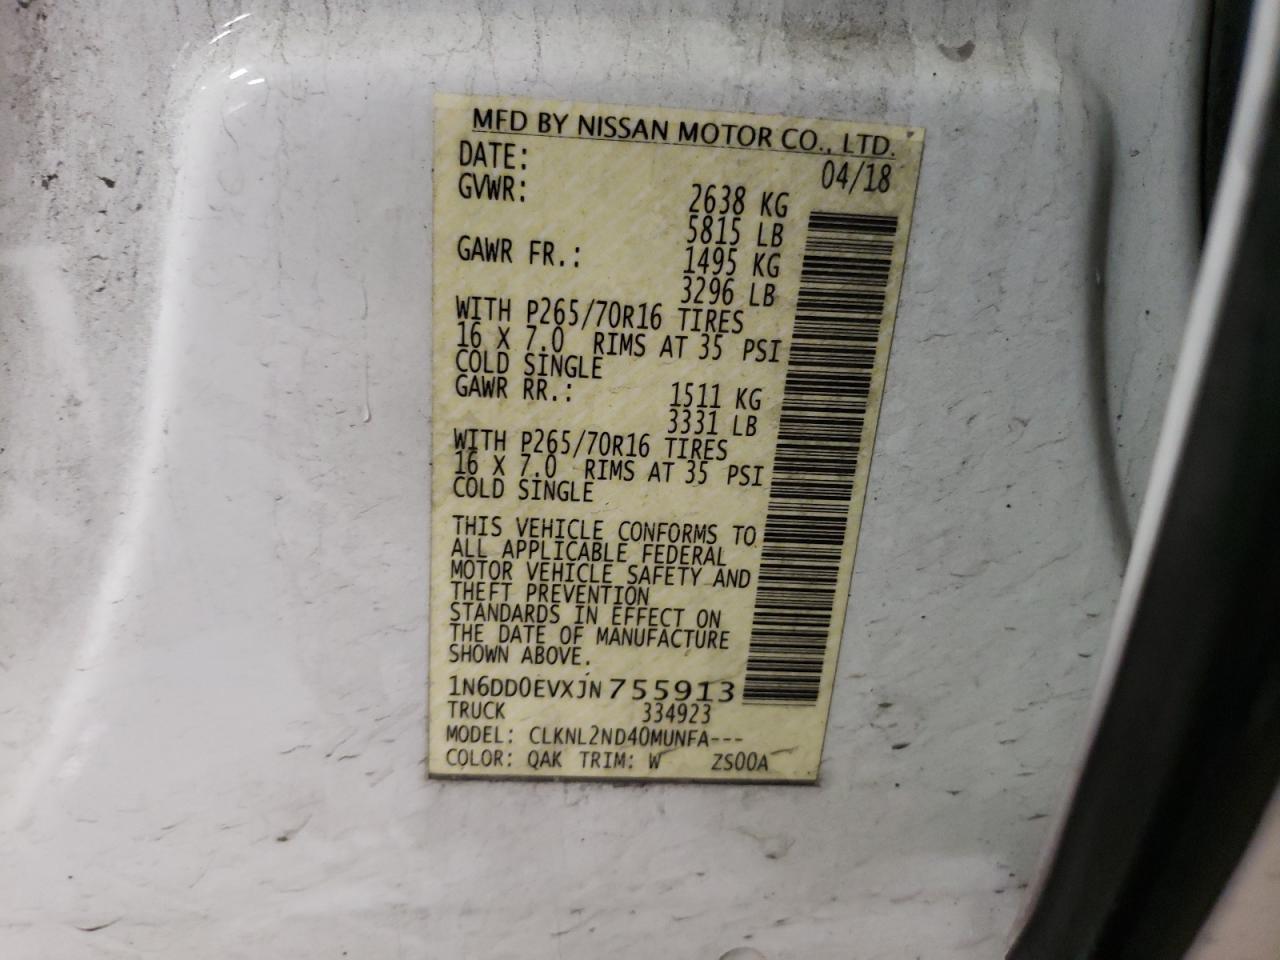 MFD BY NISSAN MOTOR CO., LTD.
DATE: 04/18
GVWR: 2638 KG
5815 LB
GAWR FR.: 1495 KG
3296 LB
WITH P265/70R16 TIRES
16 X 7.0 RIMS AT 35 PSI
COLD SINGLE
GAWR RR.: 1511 KG
3331 LB
WITH P265/70R16 TIRES
16 X 7.0 RIMS AT 35 PSI
COLD SINGLE
THIS VEHICLE CONFORMS TO
ALL APPLICABLE FEDERAL
MOTOR VEHICLE SAFETY AND
THEFT PREVENTION
STANDARDS IN EFFECT ON
THE DATE OF MANUFACTURE
SHOWN ABOVE.
1N6DD0EVXJN755913
TRUCK 334923
MODEL: CLKNL2ND40MUNFA---
COLOR: QAK TRIM: W ZS00A